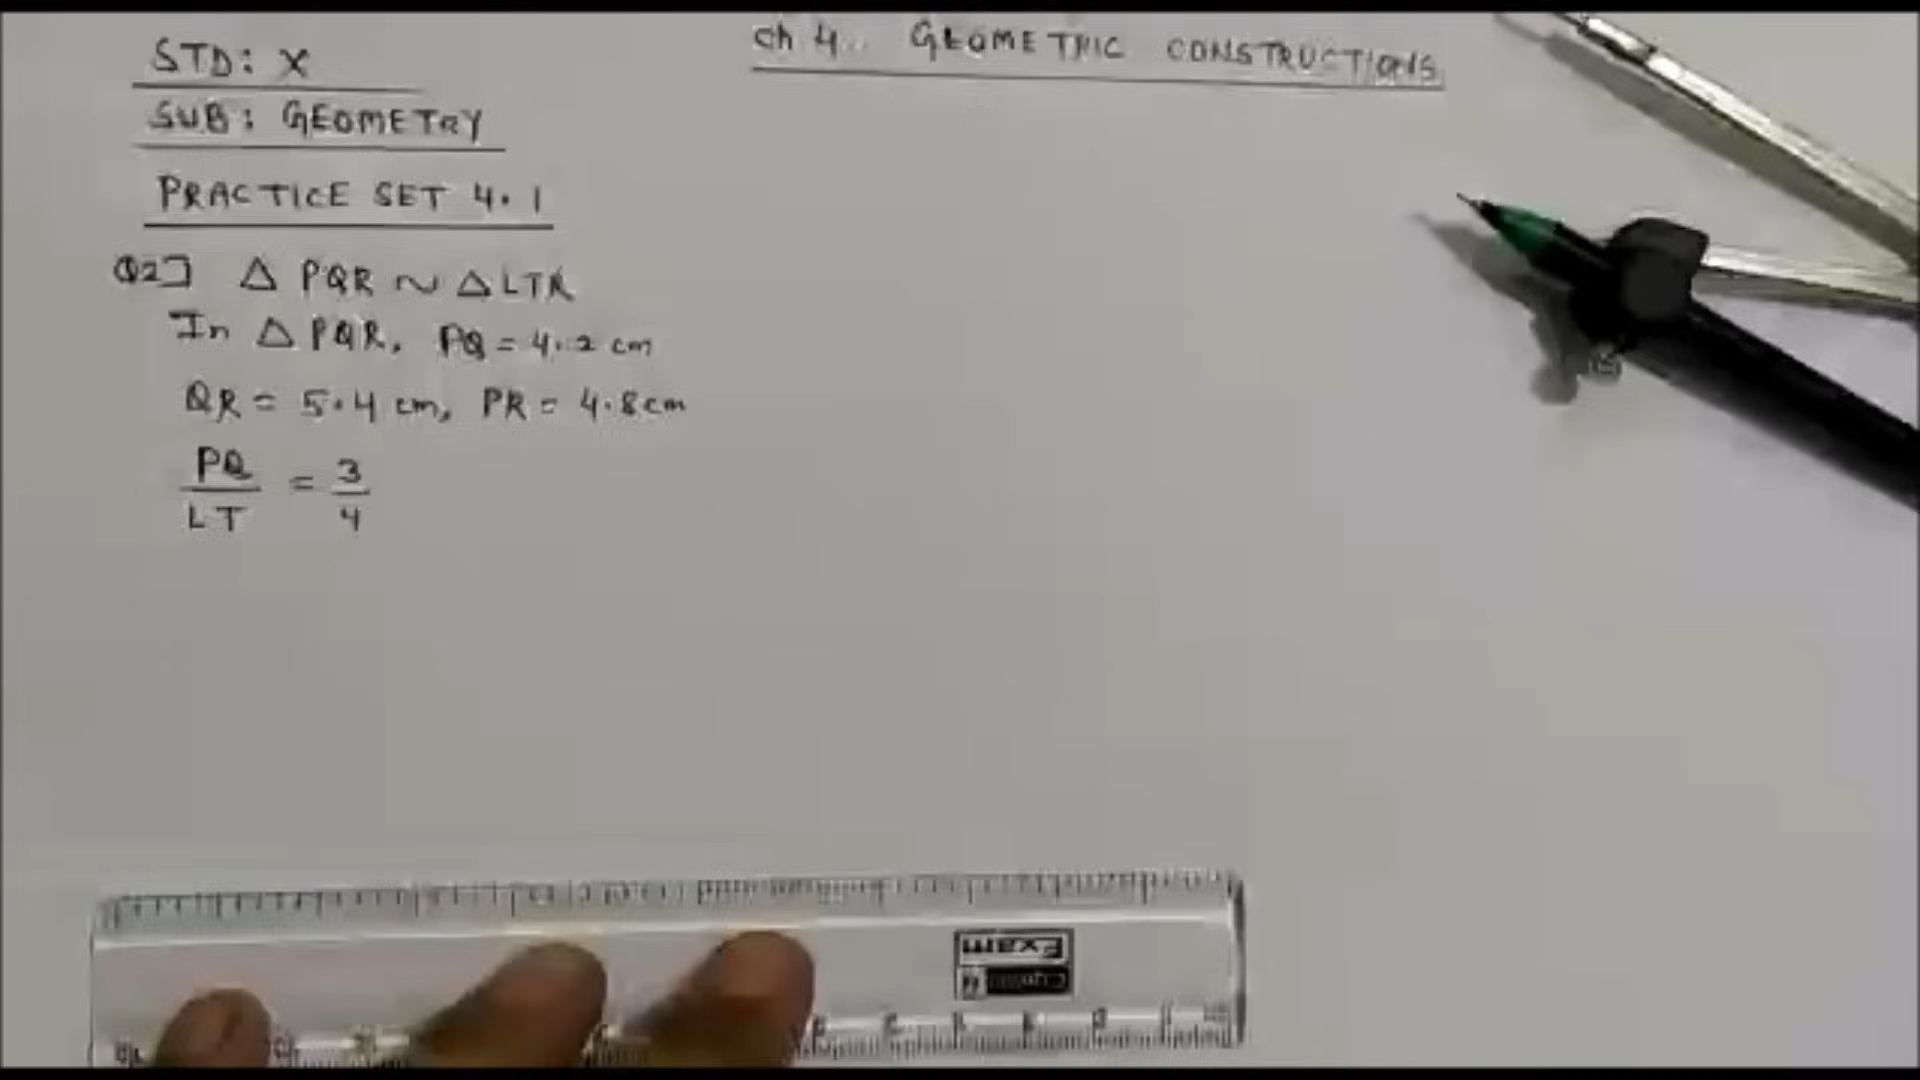 STD: X
Ch 4.. GEOMETRIC CONSTRUCTIONS
SUB: GEOMETRY
PRACTICE SET 4.1
Q2] △ PQR ~ △ LTR
In △ PQR, PQ = 4.2 cm
QR = 5.4 cm, PR = 4.8 cm
PQ/LT = 3/4
Exam